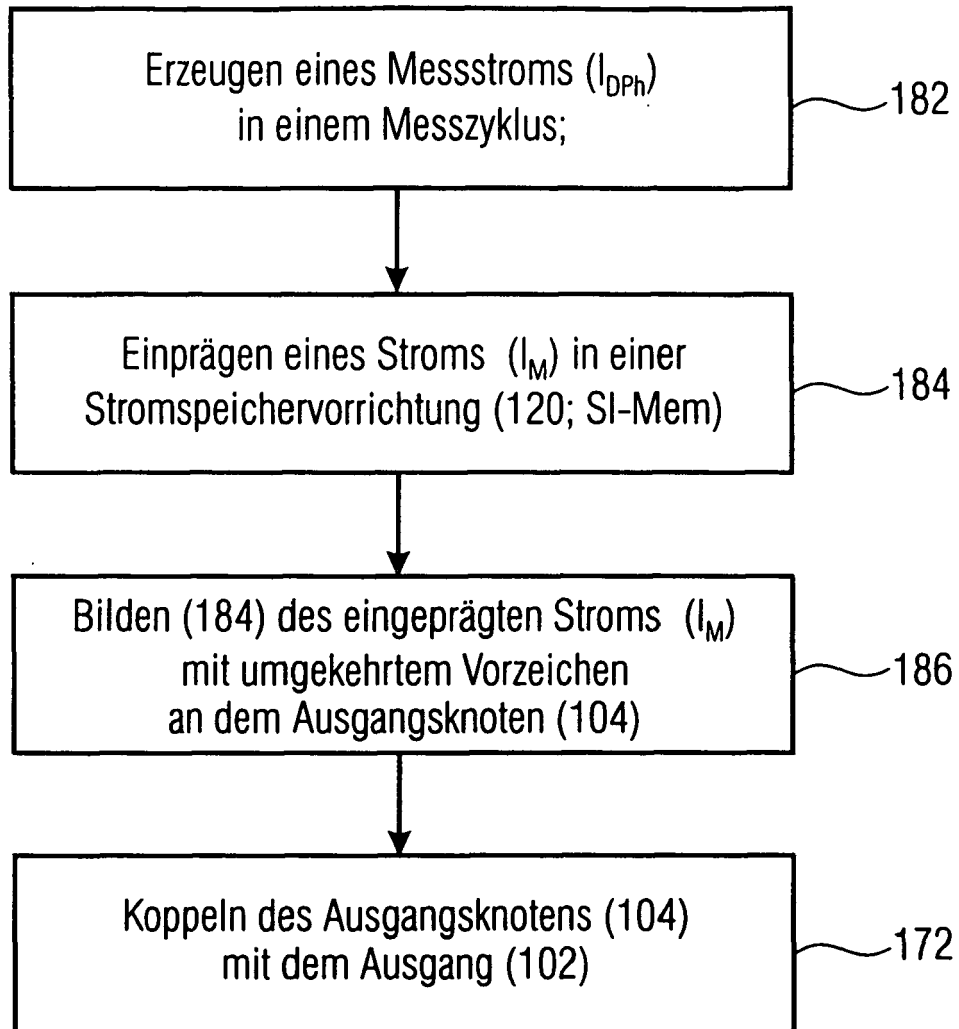 Erzeugen eines Messstroms (I_DPh)
in einem Messzyklus;
182
Einprägen eines Stroms (I_M) in einer
Stromspeichervorrichtung (120; SI-Mem)
184
Bilden (184) des eingeprägten Stroms (I_M)
mit umgekehrtem Vorzeichen
an dem Ausgangsknoten (104)
186
Koppeln des Ausgangsknotens (104)
mit dem Ausgang (102)
172